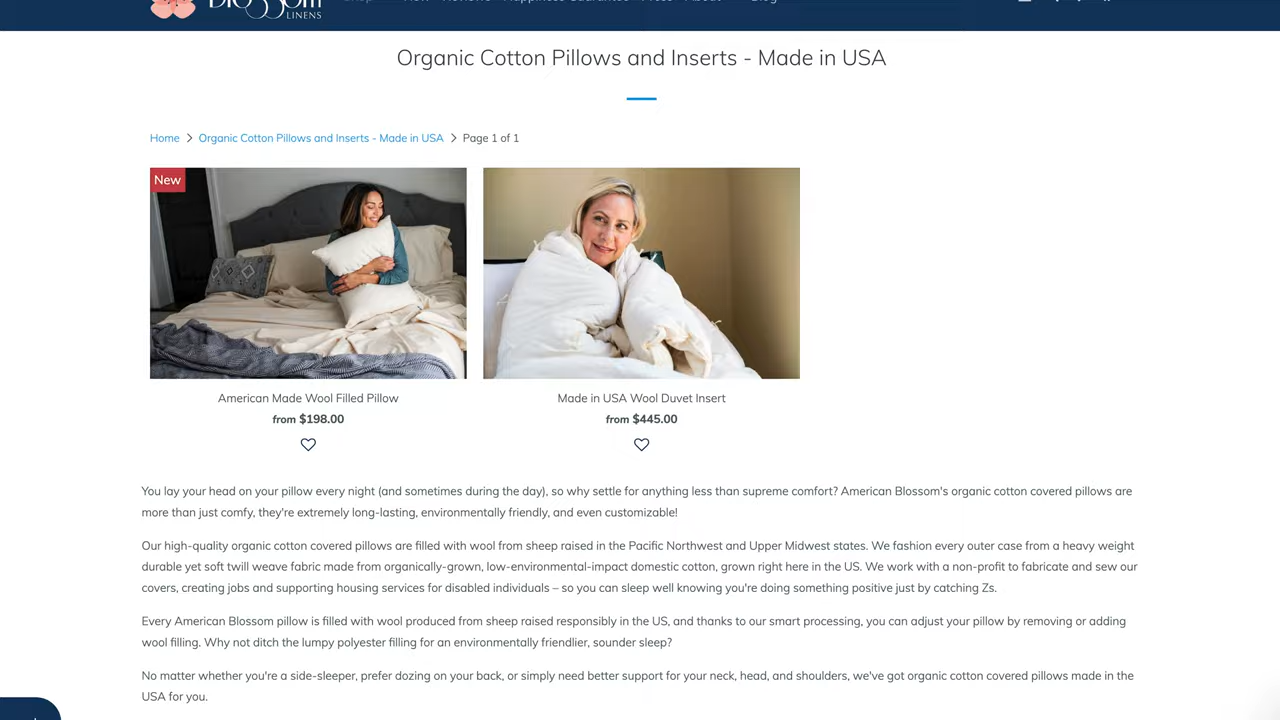 LINENS
Organic Cotton Pillows and Inserts - Made in USA
Home > Organic Cotton Pillows and Inserts - Made in USA > Page 1 of 1
New
American Made Wool Filled Pillow
from $198.00
Made in USA Wool Duvet Insert
from $445.00
You lay your head on your pillow every night (and sometimes during the day), so why settle for anything less than supreme comfort? American Blossom's organic cotton covered pillows are
more than just comfy, they're extremely long-lasting, environmentally friendly, and even customizable!
Our high-quality organic cotton covered pillows are filled with wool from sheep raised in the Pacific Northwest and Upper Midwest states. We fashion every outer case from a heavy weight
durable yet soft twill weave fabric made from organically-grown, low-environmental-impact domestic cotton, grown right here in the US. We work with a non-profit to fabricate and sew our
covers, creating jobs and supporting housing services for disabled individuals – so you can sleep well knowing you're doing something positive just by catching Zs.
Every American Blossom pillow is filled with wool produced from sheep raised responsibly in the US, and thanks to our smart processing, you can adjust your pillow by removing or adding
wool filling. Why not ditch the lumpy polyester filling for an environmentally friendlier, sounder sleep?
No matter whether you're a side-sleeper, prefer dozing on your back, or simply need better support for your neck, head, and shoulders, we've got organic cotton covered pillows made in the
USA for you.